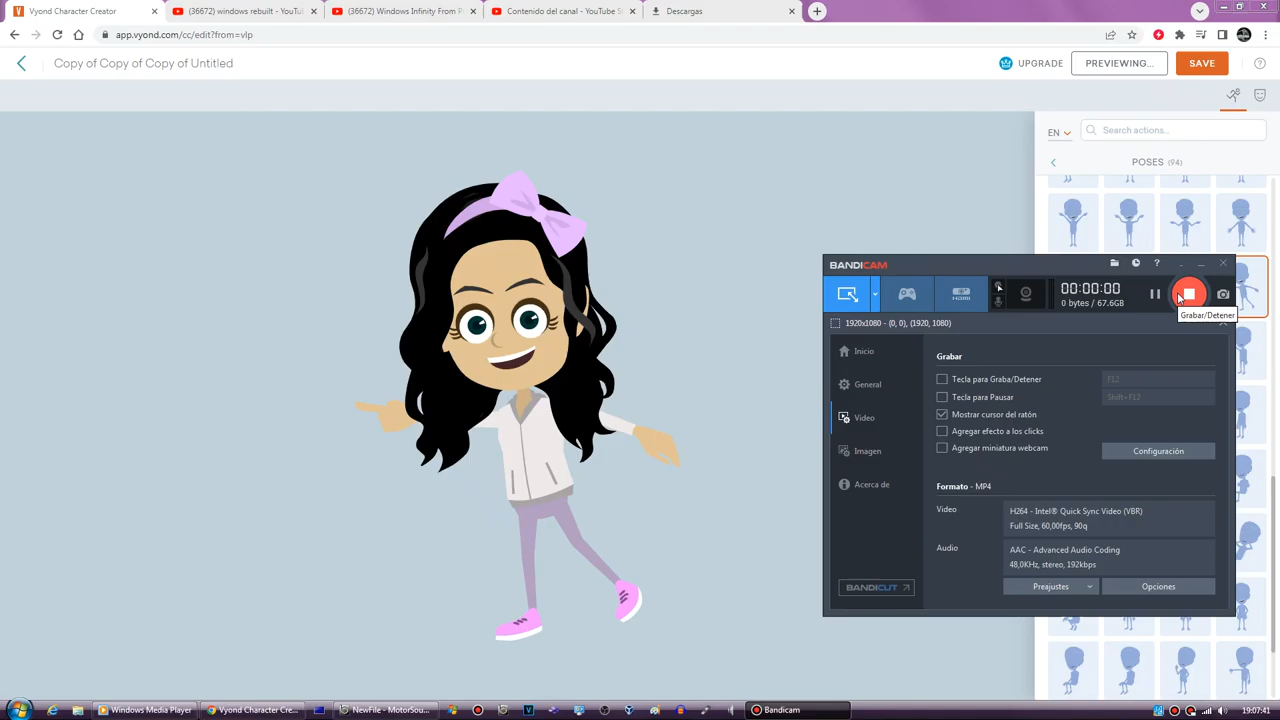 Vyond Character Creator
(36672) windows rebuilt - YouTu
(36672) Windows Infinity From P
Contenido del canal - YouTube S
Descargas
app.vyond.com/cc/edit?from=vlp
Copy of Copy of Copy of Untitled
UPGRADE
PREVIEWING...
SAVE
EN
Search actions...
POSES (94)
BANDICAM
HDMI
00:00:00
0 bytes / 67.6GB
Grabar/Detener
1920x1080 - (0, 0), (1920, 1080)
Inicio
General
Video
Imagen
Acerca de
BANDICUT
Grabar
Tecla para Graba/Detener
F12
Tecla para Pausar
Shift+F12
Mostrar cursor del ratón
Agregar efecto a los clicks
Agregar miniatura webcam
Configuración
Formato - MP4
Video
H264 - Intel® Quick Sync Video (VBR)
Full Size, 60,00fps, 90q
Audio
AAC - Advanced Audio Coding
48,0KHz, stereo, 192kbps
Preajustes
Opciones
Windows Media Player
Vyond Character Cre...
NewFile - MotorSou...
Bandicam
19:07:41